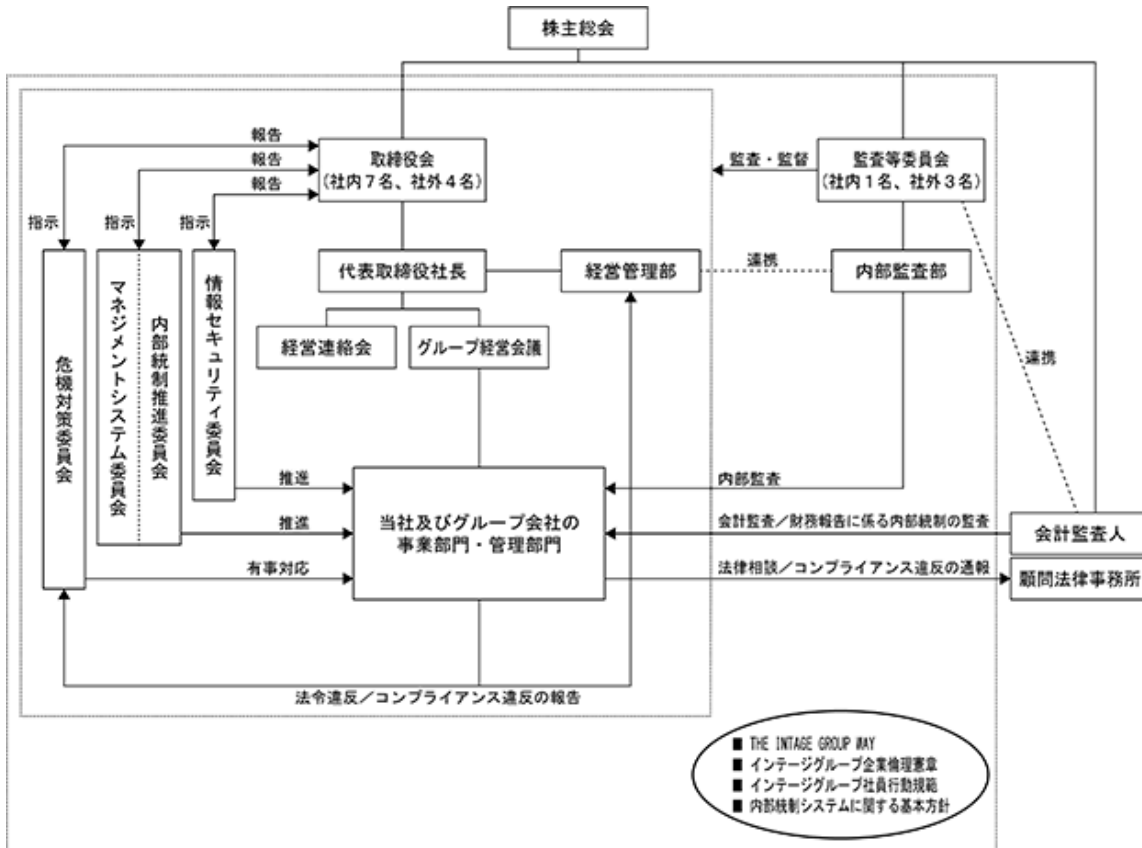 株主総会
報告
報告
報告
取締役会
(社内7名、社外4名)
監査・監督
監査等委員会
(社内1名、社外3名)
指示
指示
指示
代表取締役社長
経営管理部
連携
内部監査部
経営連絡会
グループ経営会議
連携
危機対策委員会
マネジメントシステム委員会
内部統制推進委員会
情報セキュリティ委員会
推進
推進
有事対応
当社及びグループ会社の
事業部門・管理部門
内部監査
会計監査/財務報告に係る内部統制の監査
法律相談/コンプライアンス違反の通報
会計監査人
顧問法律事務所
法令違反/コンプライアンス違反の報告
■ THE INTAGE GROUP WAY
■ インテージグループ企業倫理憲章
■ インテージグループ社員行動規範
■ 内部統制システムに関する基本方針